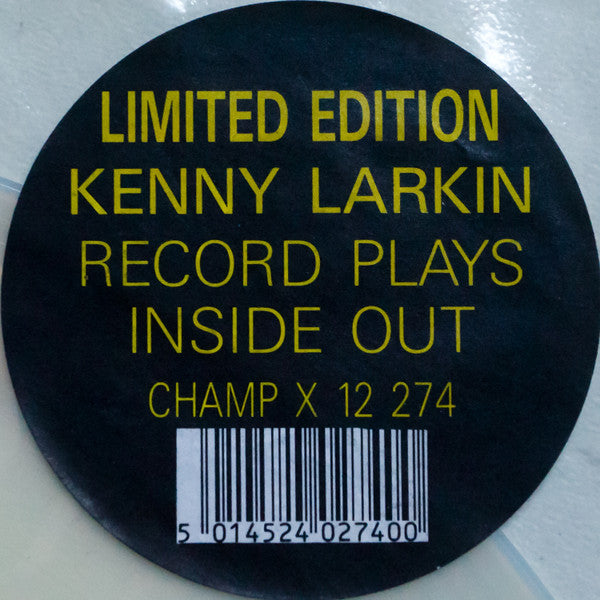 LIMITED EDITION
KENNY LARKIN
RECORD PLAYS
INSIDE OUT
CHAMP X 12 274
5 014524 027400